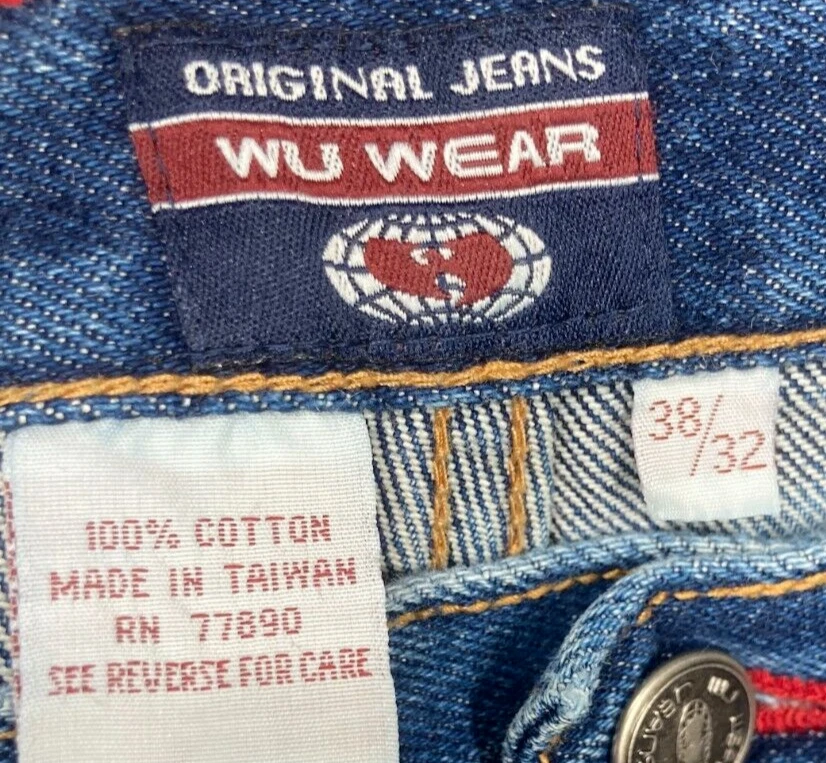 ORIGINAL JEANS
WU WEAR
38/32
100% COTTON
MADE IN TAIWAN
RN 77890
SEE REVERSE FOR CARE